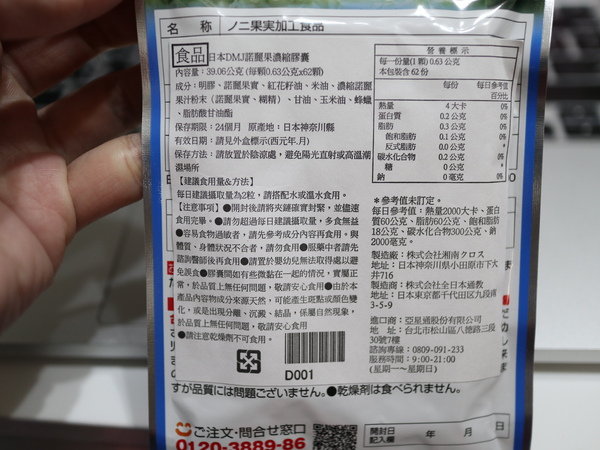 名 称 ノニ果実加工食品
食品 日本DMJ諾麗果濃縮膠囊
內容量：39.06公克 (每顆0.63公克x62顆)
成分：明膠、諾麗果實、紅花籽油、米油、濃縮諾麗
果汁粉末（諾麗果實、糊精）、甘油、玉米油、蜂蠟
、脂肪酸甘油酯
保存期限：24個月 原產地：日本神奈川縣
有效日期：請見外盒標示(西元年.月)
保存方法：請放置於陰涼處，避免陽光直射或高溫潮
濕場所
【建議食用量&方法】
每日建議攝取量為2粒，請搭配水或溫水食用。
【注意事項】●開封後請將夾鏈確實封緊，並儘速
食用完畢。●請勿超過每日建議攝取量，多食無益
●容易食物過敏者，請先參考成分內容再食用。與
體質、身體狀況不合者，請勿食用●服藥中者請先
諮詢醫師後再食用●請置於嬰幼兒無法取得處以避
免誤食●膠囊間如有些微黏在一起的情況，實屬正
常，於品質上無任何問題，敬請安心食用●由於本
產品內容物成分來源天然，可能產生斑點或顏色變
化，或是出現分離、沉澱、結晶，係屬自然現象，
於品質上無任何問題，敬請安心食用
●請注意乾燥劑不可食用。
D001
營養標示
每一份量(1顆) 0.63 公克
本包裝含 62份
每份 每日參考值
百分比
熱量 4 大卡 0%
蛋白質 0.2 公克 0%
脂肪 0.3 公克 0%
飽和脂肪 0.1 公克 0%
反式脂肪 0.0 公克 *
碳水化合物 0.2 公克 0%
糖 0 公克 *
鈉 0 毫克 0%
*參考值未訂定。
每日參考值：熱量2000大卡、蛋白
質60公克、脂肪60公克、飽和脂肪
18公克、碳水化合物300公克、鈉
2000毫克。
製造廠：株式会社湘南クロス
地址：日本神奈川県小田原市下大
井716
製造商：株式会社全日本通教
地址：日本東京都千代田区九段南
3-5-9
進口商：亞星通股份有限公司
地 址：台北市松山區八德路三段
30號7樓
諮詢專線：0809-091-233
服務時間：9:00-21:00
(星期一~星期日)
すが品質には問題ございません。●乾燥剤は食べられません。
ご注文・問合せ窓口
0120-3889-86
開封日
記入欄 年 月 日